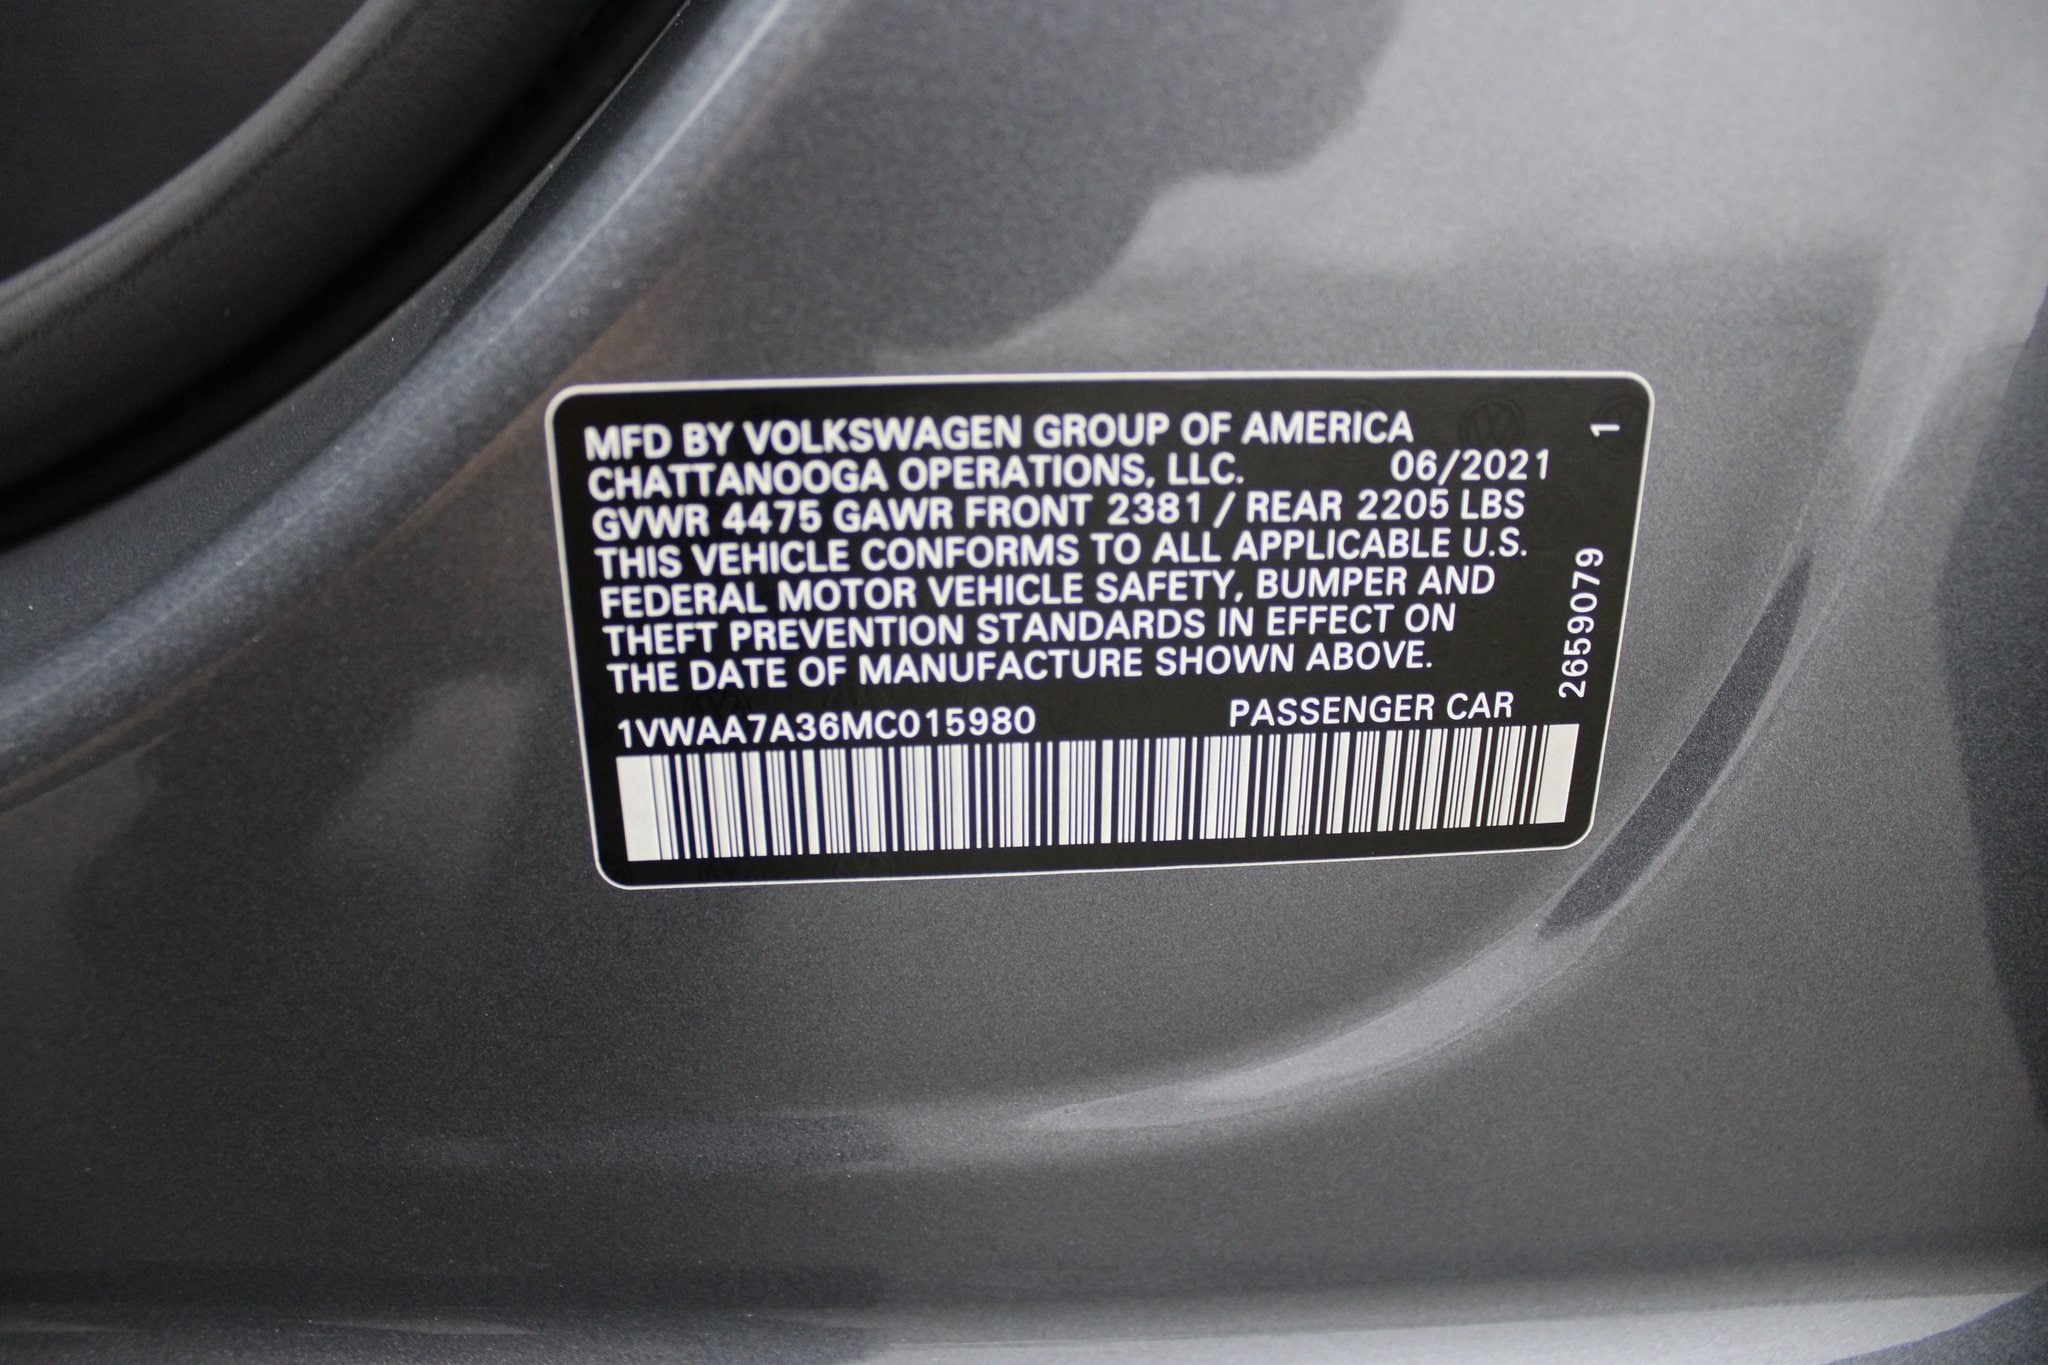 MFD BY VOLKSWAGEN GROUP OF AMERICA
CHATTANOOGA OPERATIONS, LLC. 06/2021
GVWR 4475 GAWR FRONT 2381 / REAR 2205 LBS
THIS VEHICLE CONFORMS TO ALL APPLICABLE U.S.
FEDERAL MOTOR VEHICLE SAFETY, BUMPER AND
THEFT PREVENTION STANDARDS IN EFFECT ON
THE DATE OF MANUFACTURE SHOWN ABOVE.
1VWAA7A36MC015980 PASSENGER CAR
2659079 1